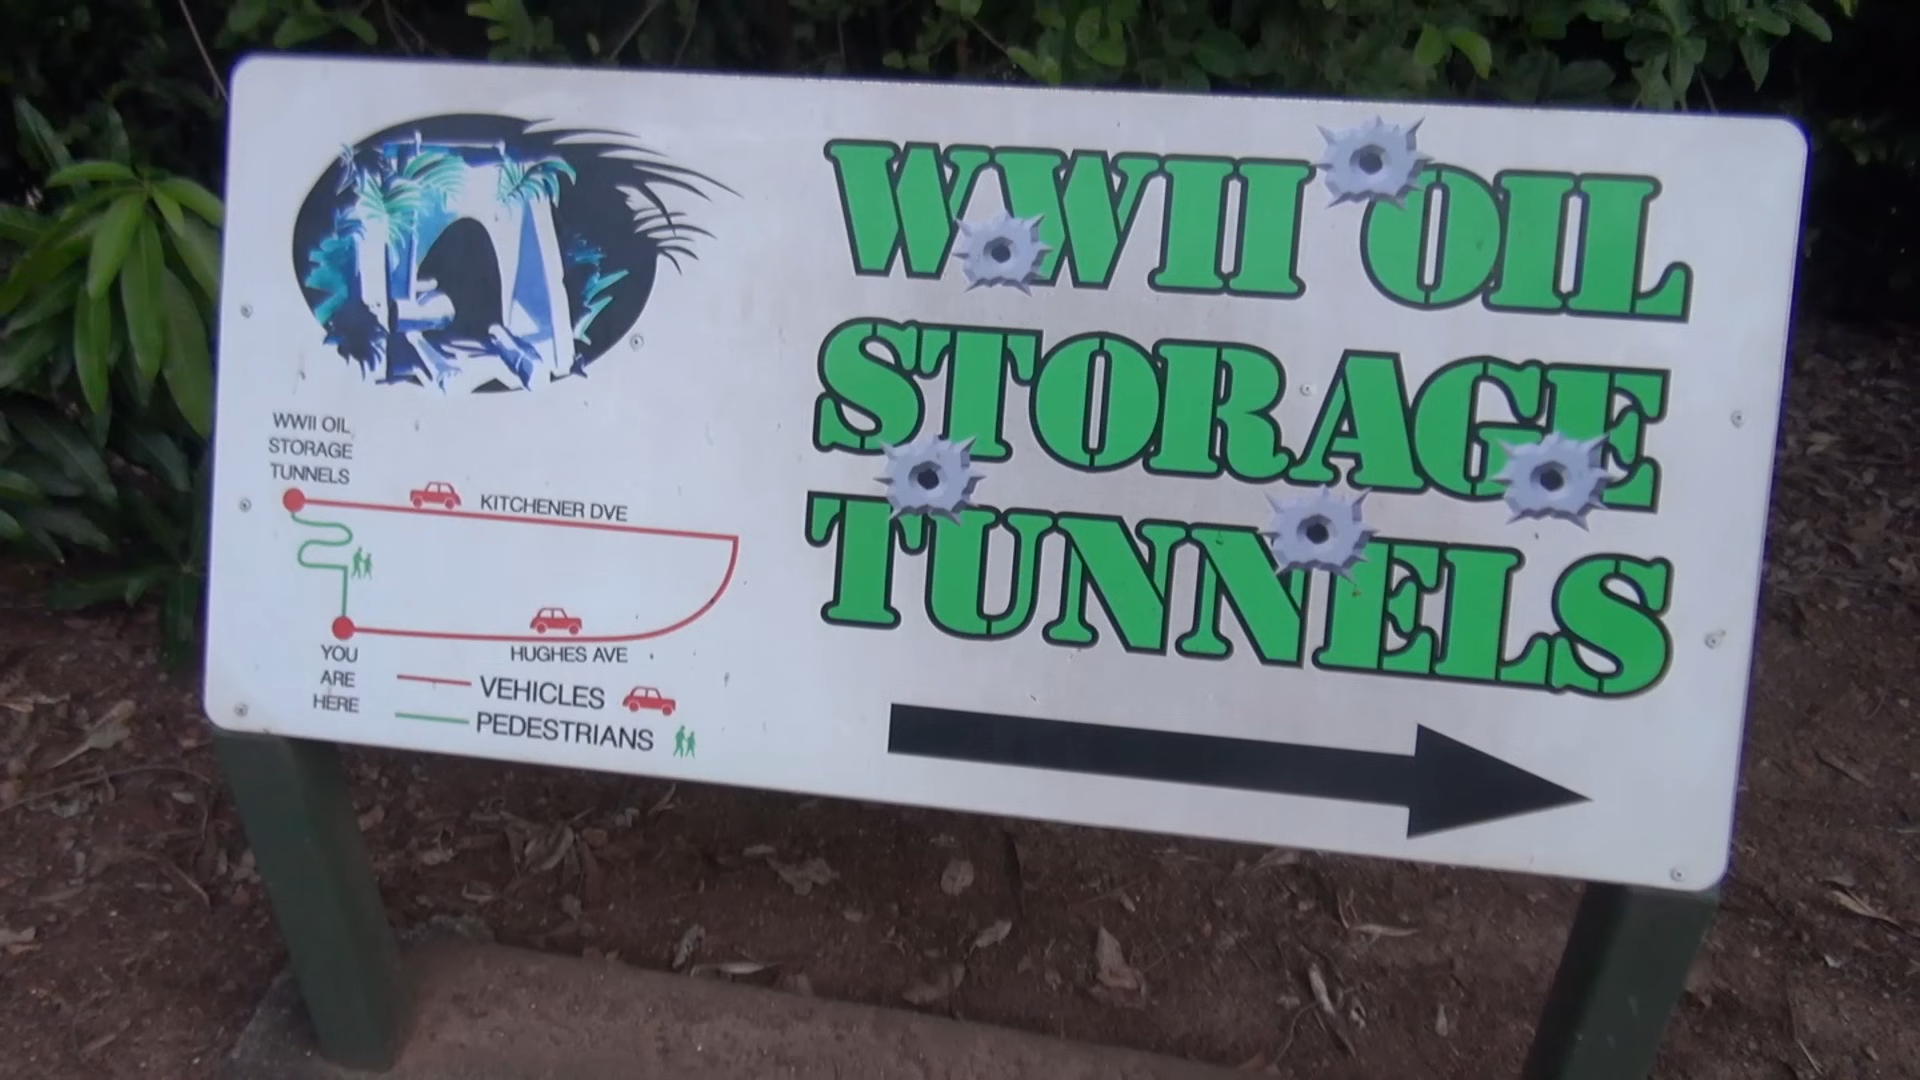 WWII OIL
STORAGE
TUNNELS
WWII OIL
STORAGE
TUNNELS
KITCHENER DVE
HUGHES AVE
YOU
ARE
HERE
VEHICLES
PEDESTRIANS